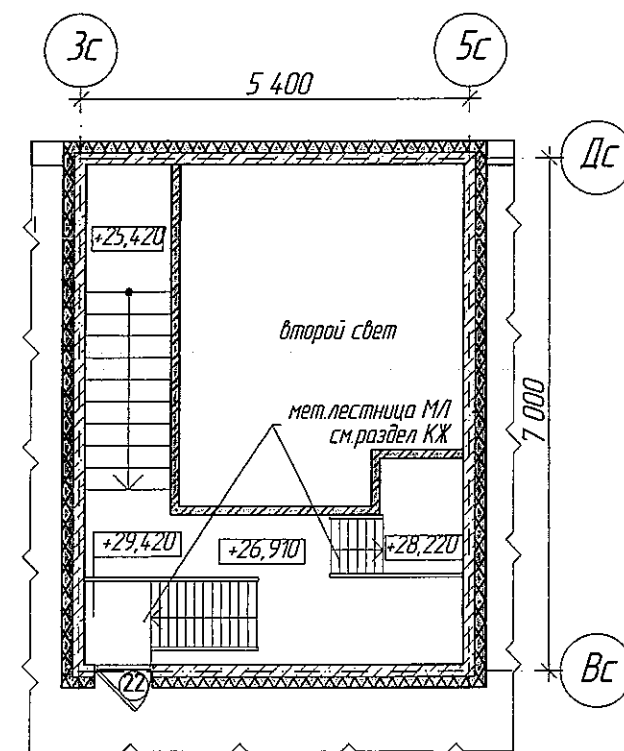 3с
5с
5 400
Дс
+25,420
второй свет
7 000
мет.лестница МЛ
см.раздел КЖ
+29,420
+26,910
+28,220
Вс
22